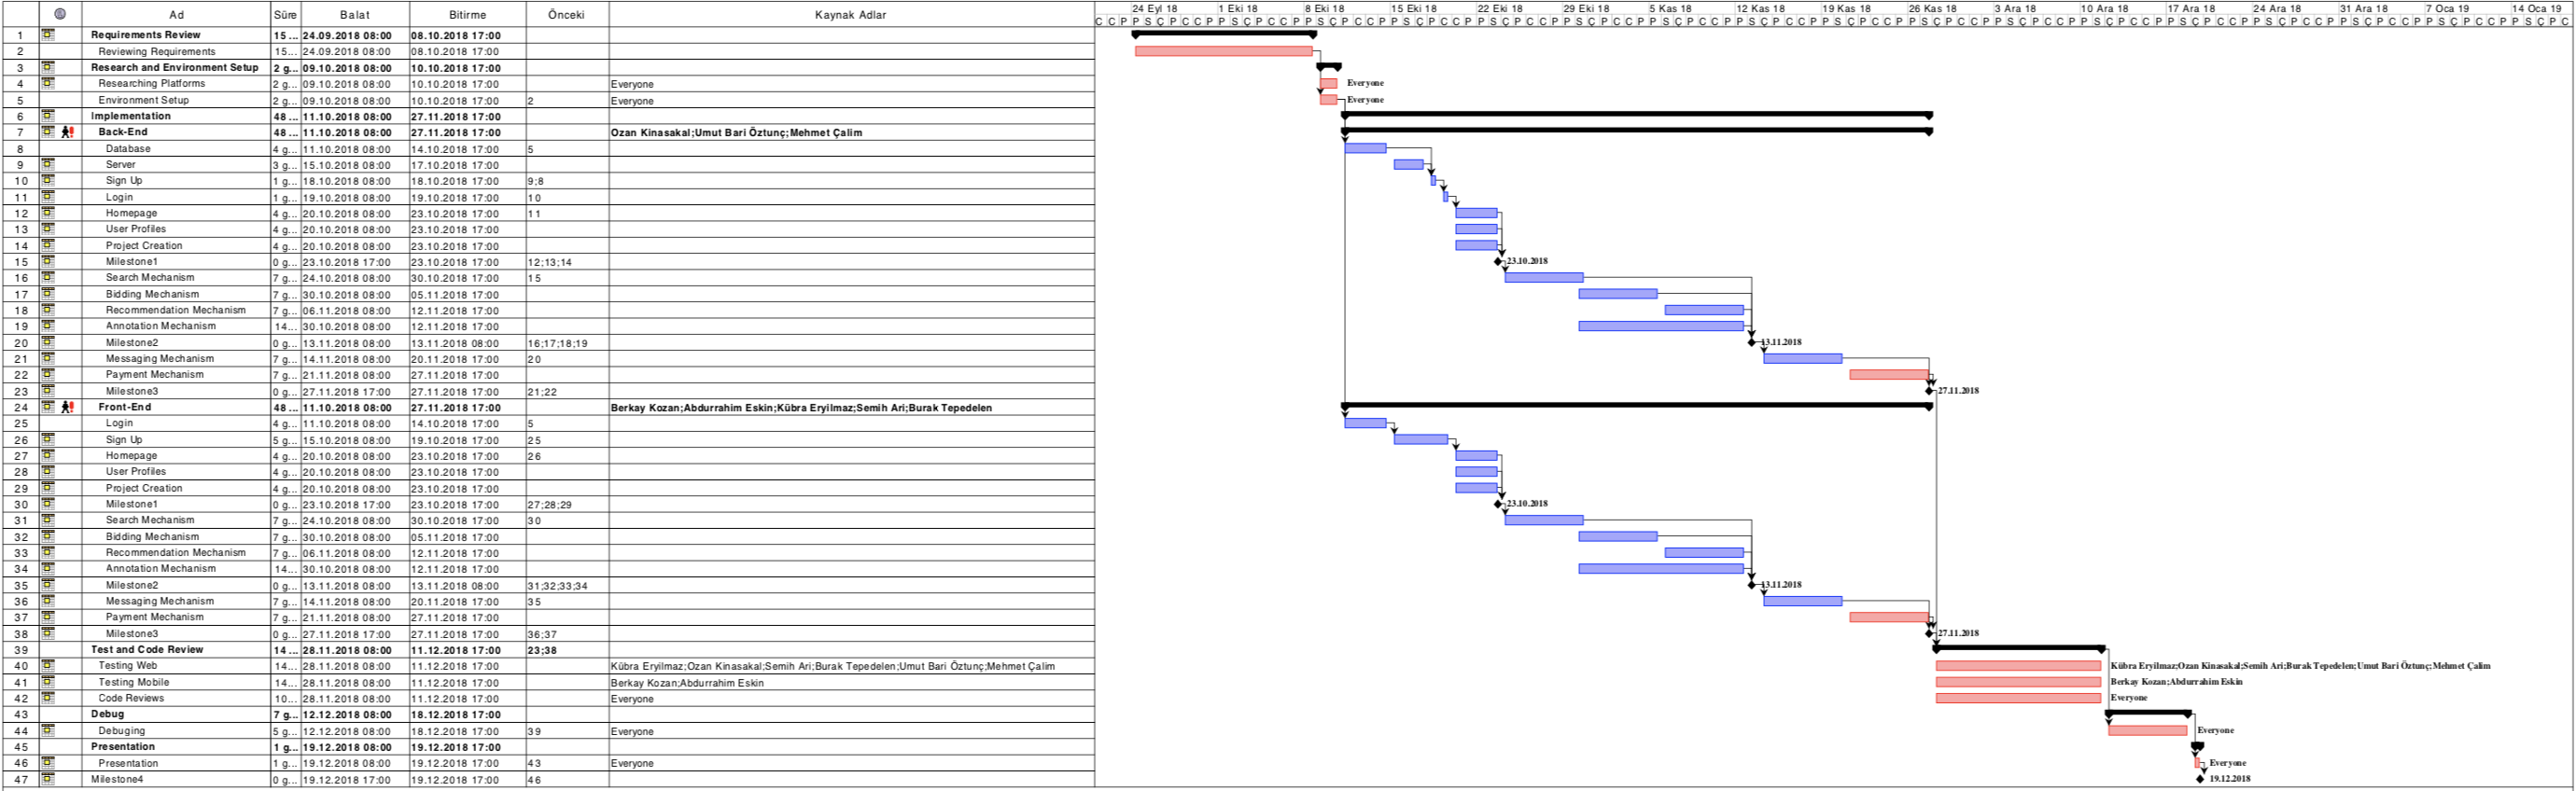 Ad Süre Balat Bitirme Önceki Kaynak Adlar
24 Eyl 18 1 Eki 18 8 Eki 18 15 Eki 18 22 Eki 18 29 Eki 18 5 Kas 18 12 Kas 18 19 Kas 18 26 Kas 18 3 Ara 18 10 Ara 18 17 Ara 18 24 Ara 18 31 Ara 18 7 Oca 19 14 Oca 19
1 Requirements Review 15 ... 24.09.2018 08:00 08.10.2018 17:00
2 Reviewing Requirements 15... 24.09.2018 08:00 08.10.2018 17:00
3 Research and Environment Setup 2 g... 09.10.2018 08:00 10.10.2018 17:00
4 Researching Platforms 2 g... 09.10.2018 08:00 10.10.2018 17:00 Everyone Everyone
5 Environment Setup 2 g... 09.10.2018 08:00 10.10.2018 17:00 2 Everyone Everyone
6 Implementation 48 ... 11.10.2018 08:00 27.11.2018 17:00
7 Back-End 48 ... 11.10.2018 08:00 27.11.2018 17:00 Ozan Kinasakal;Umut Bari Öztunç;Mehmet Çalim
8 Database 4 g... 11.10.2018 08:00 14.10.2018 17:00 5
9 Server 3 g... 15.10.2018 08:00 17.10.2018 17:00
10 Sign Up 1 g... 18.10.2018 08:00 18.10.2018 17:00 9;8
11 Login 1 g... 19.10.2018 08:00 19.10.2018 17:00 10
12 Homepage 4 g... 20.10.2018 08:00 23.10.2018 17:00 11
13 User Profiles 4 g... 20.10.2018 08:00 23.10.2018 17:00
14 Project Creation 4 g... 20.10.2018 08:00 23.10.2018 17:00
15 Milestone1 0 g... 23.10.2018 17:00 23.10.2018 17:00 12;13;14 23.10.2018
16 Search Mechanism 7 g... 24.10.2018 08:00 30.10.2018 17:00 15
17 Bidding Mechanism 7 g... 30.10.2018 08:00 05.11.2018 17:00
18 Recommendation Mechanism 7 g... 06.11.2018 08:00 12.11.2018 17:00
19 Annotation Mechanism 14... 30.10.2018 08:00 12.11.2018 17:00
20 Milestone2 0 g... 13.11.2018 08:00 13.11.2018 08:00 16;17;18;19 13.11.2018
21 Messaging Mechanism 7 g... 14.11.2018 08:00 20.11.2018 17:00 20
22 Payment Mechanism 7 g... 21.11.2018 08:00 27.11.2018 17:00
23 Milestone3 0 g... 27.11.2018 17:00 27.11.2018 17:00 21;22 27.11.2018
24 Front-End 48 ... 11.10.2018 08:00 27.11.2018 17:00 Berkay Kozan;Abdurrahim Eskin;Kübra Eryilmaz;Semih Ari;Burak Tepedelen
25 Login 4 g... 11.10.2018 08:00 14.10.2018 17:00 5
26 Sign Up 5 g... 15.10.2018 08:00 19.10.2018 17:00 25
27 Homepage 4 g... 20.10.2018 08:00 23.10.2018 17:00 26
28 User Profiles 4 g... 20.10.2018 08:00 23.10.2018 17:00
29 Project Creation 4 g... 20.10.2018 08:00 23.10.2018 17:00
30 Milestone1 0 g... 23.10.2018 17:00 23.10.2018 17:00 27;28;29 23.10.2018
31 Search Mechanism 7 g... 24.10.2018 08:00 30.10.2018 17:00 30
32 Bidding Mechanism 7 g... 30.10.2018 08:00 05.11.2018 17:00
33 Recommendation Mechanism 7 g... 06.11.2018 08:00 12.11.2018 17:00
34 Annotation Mechanism 14... 30.10.2018 08:00 12.11.2018 17:00
35 Milestone2 0 g... 13.11.2018 08:00 13.11.2018 08:00 31;32;33;34 13.11.2018
36 Messaging Mechanism 7 g... 14.11.2018 08:00 20.11.2018 17:00 35
37 Payment Mechanism 7 g... 21.11.2018 08:00 27.11.2018 17:00
38 Milestone3 0 g... 27.11.2018 17:00 27.11.2018 17:00 36;37 27.11.2018
39 Test and Code Review 14 ... 28.11.2018 08:00 11.12.2018 17:00 23;38
40 Testing Web 14... 28.11.2018 08:00 11.12.2018 17:00 Kübra Eryilmaz;Ozan Kinasakal;Semih Ari;Burak Tepedelen;Umut Bari Öztunç;Mehmet Çalim Kübra Eryilmaz;Ozan Kinasakal;Semih Ari;Burak Tepedelen;Umut Bari Öztunç;Mehmet Çalim
41 Testing Mobile 14... 28.11.2018 08:00 11.12.2018 17:00 Berkay Kozan;Abdurrahim Eskin Berkay Kozan;Abdurrahim Eskin
42 Code Reviews 10... 28.11.2018 08:00 11.12.2018 17:00 Everyone Everyone
43 Debug 7 g... 12.12.2018 08:00 18.12.2018 17:00
44 Debuging 5 g... 12.12.2018 08:00 18.12.2018 17:00 39 Everyone Everyone
45 Presentation 1 g... 19.12.2018 08:00 19.12.2018 17:00
46 Presentation 1 g... 19.12.2018 08:00 19.12.2018 17:00 43 Everyone Everyone
47 Milestone4 0 g... 19.12.2018 17:00 19.12.2018 17:00 46 19.12.2018